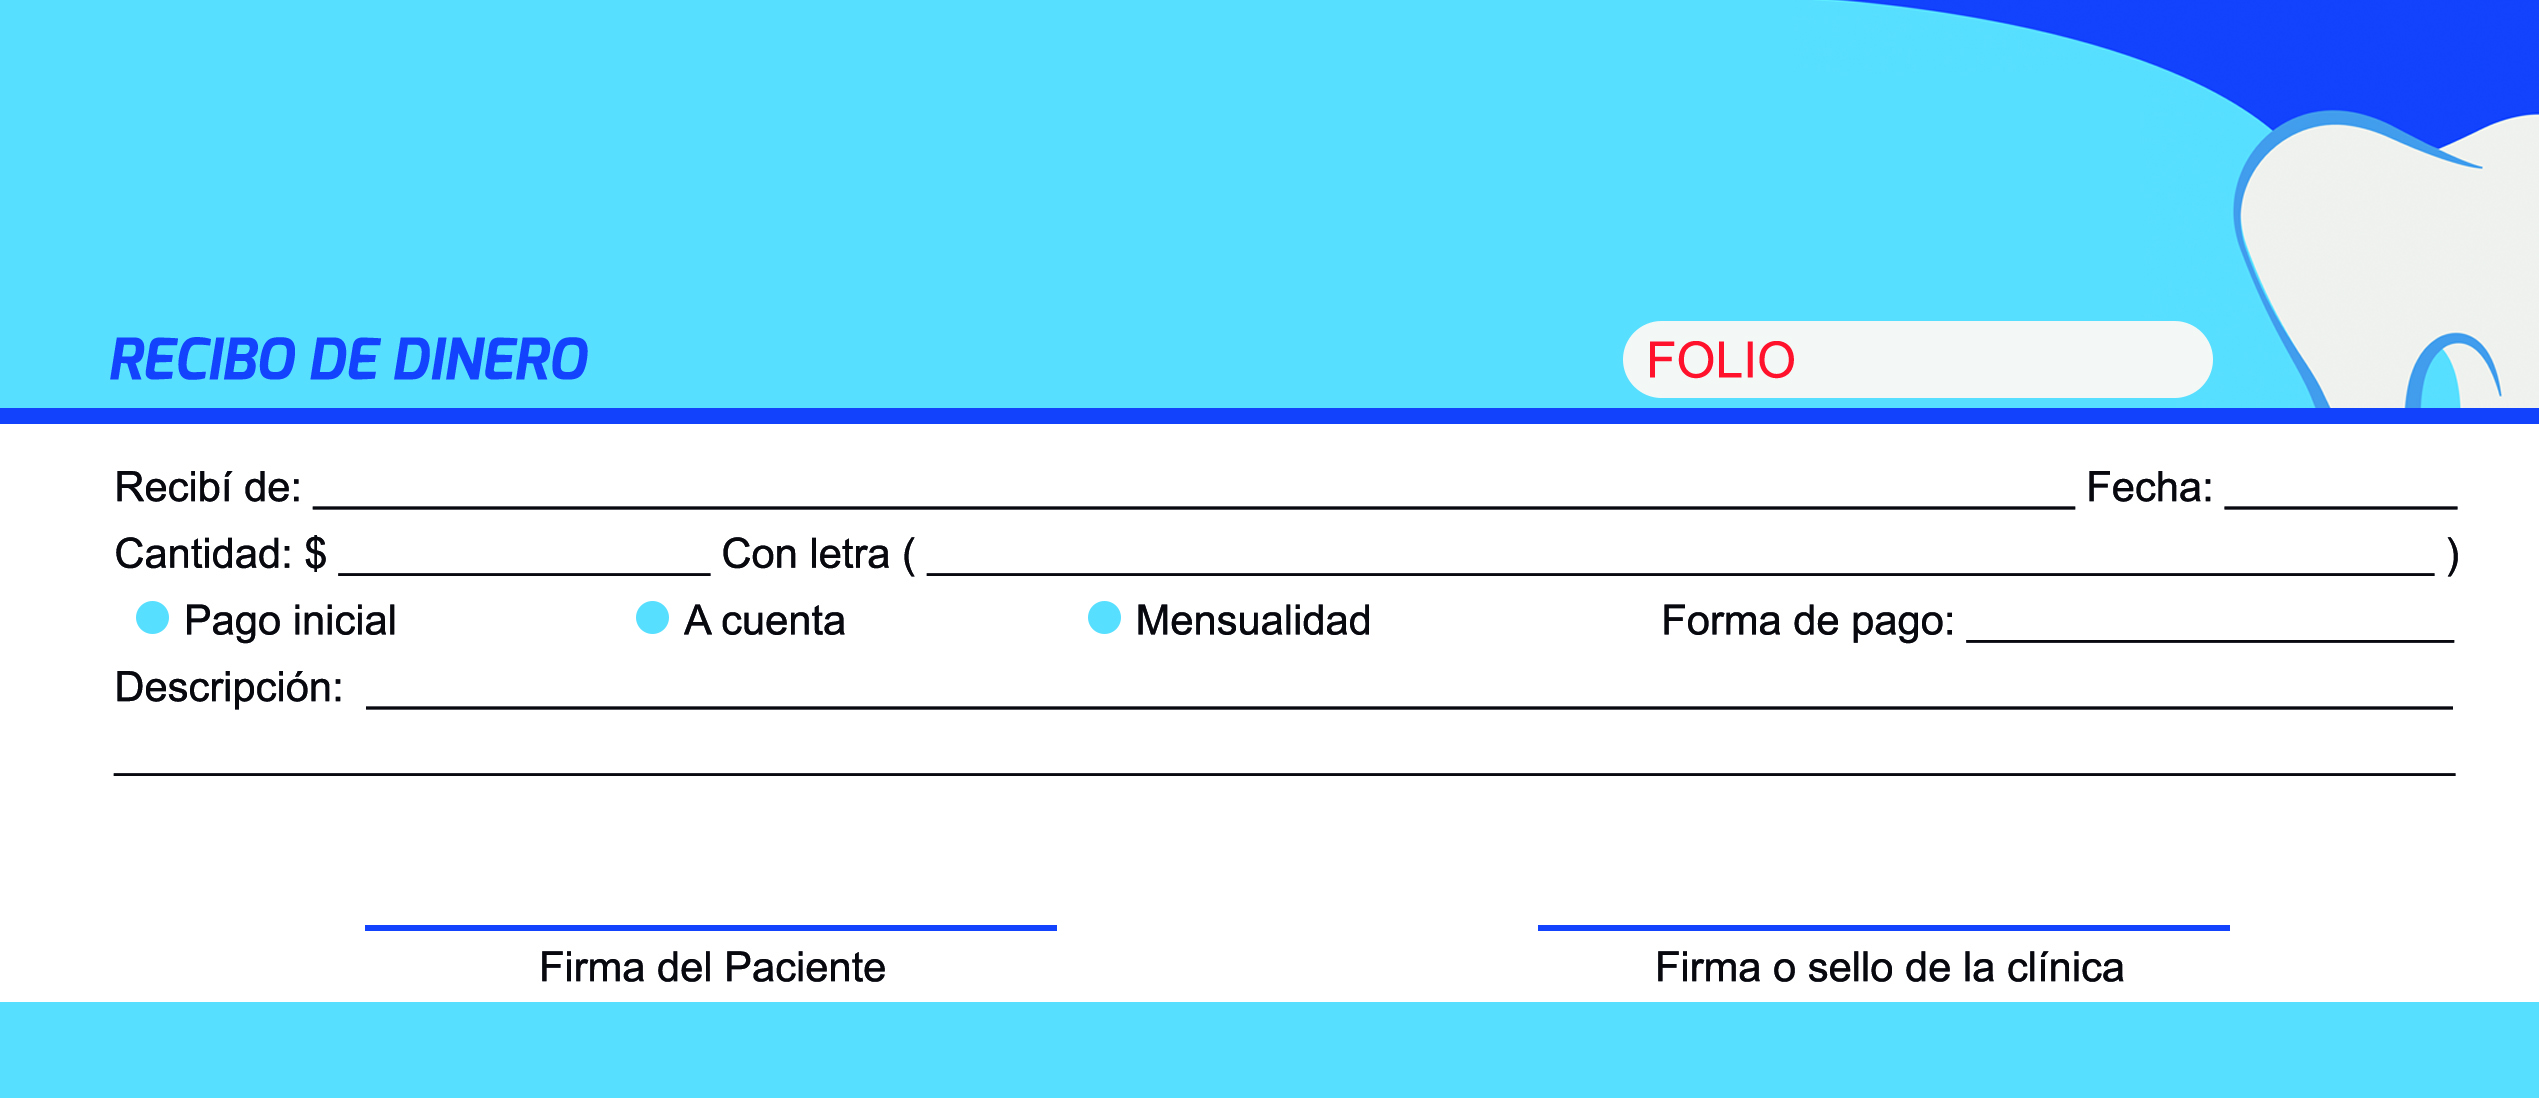 RECIBO DE DINERO FOLIO
Recibí de: Fecha:
Cantidad: $ Con letra ( )
Pago inicial A cuenta Mensualidad Forma de pago:
Descripción:
Firma del Paciente Firma o sello de la clínica